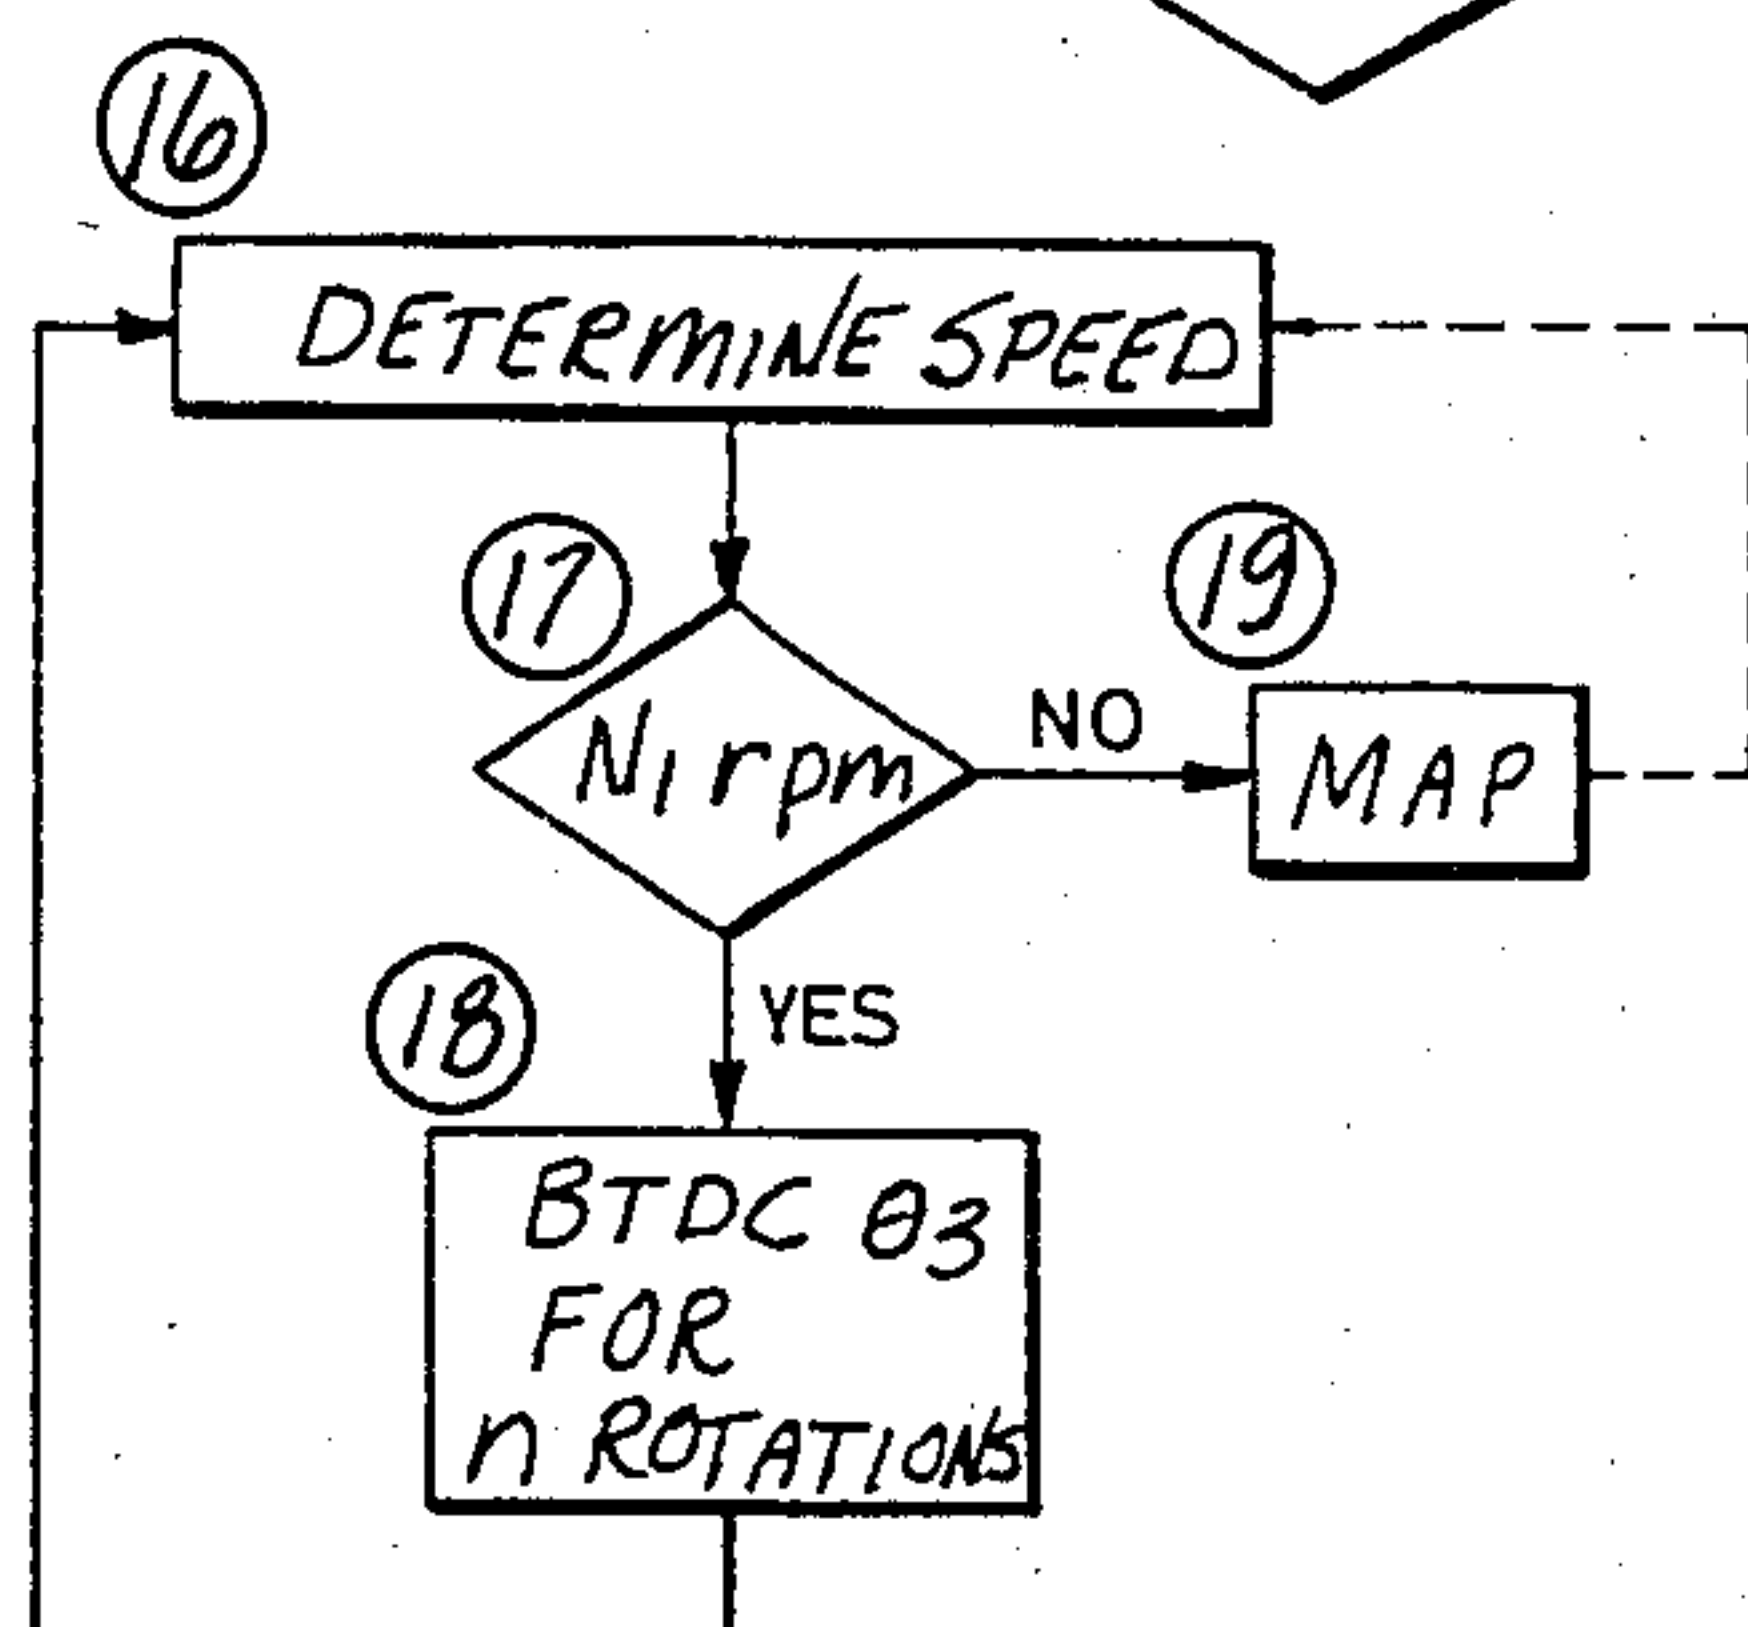 16
DETERMINE SPEED
17
19
N1 rpm
NO
MAP
18
YES
BTDC θ3
FOR
n ROTATIONS